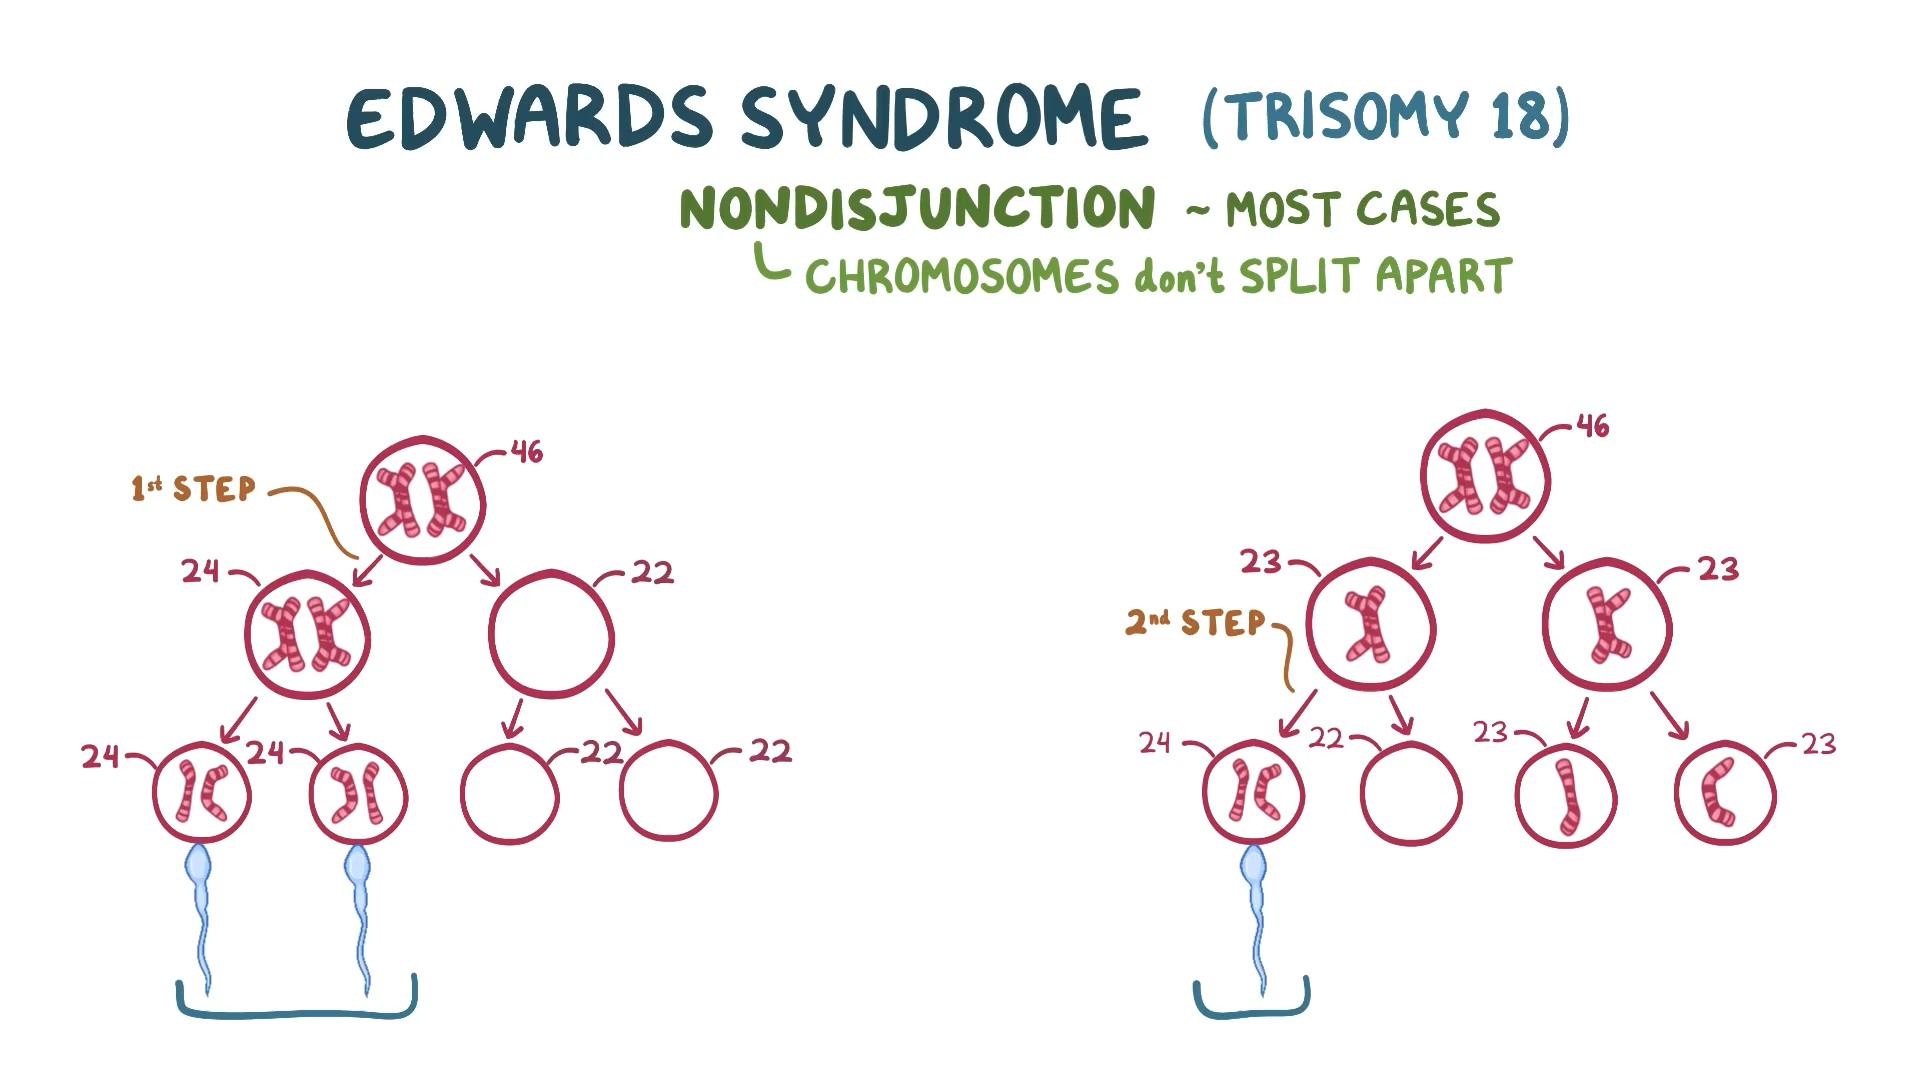 EDWARDS SYNDROME (TRISOMY 18)
NONDISJUNCTION ~ MOST CASES
CHROMOSOMES don't SPLIT APART
46
1st STEP
24
22
24
24
22
22
46
23
23
2nd STEP
24
22
23
23